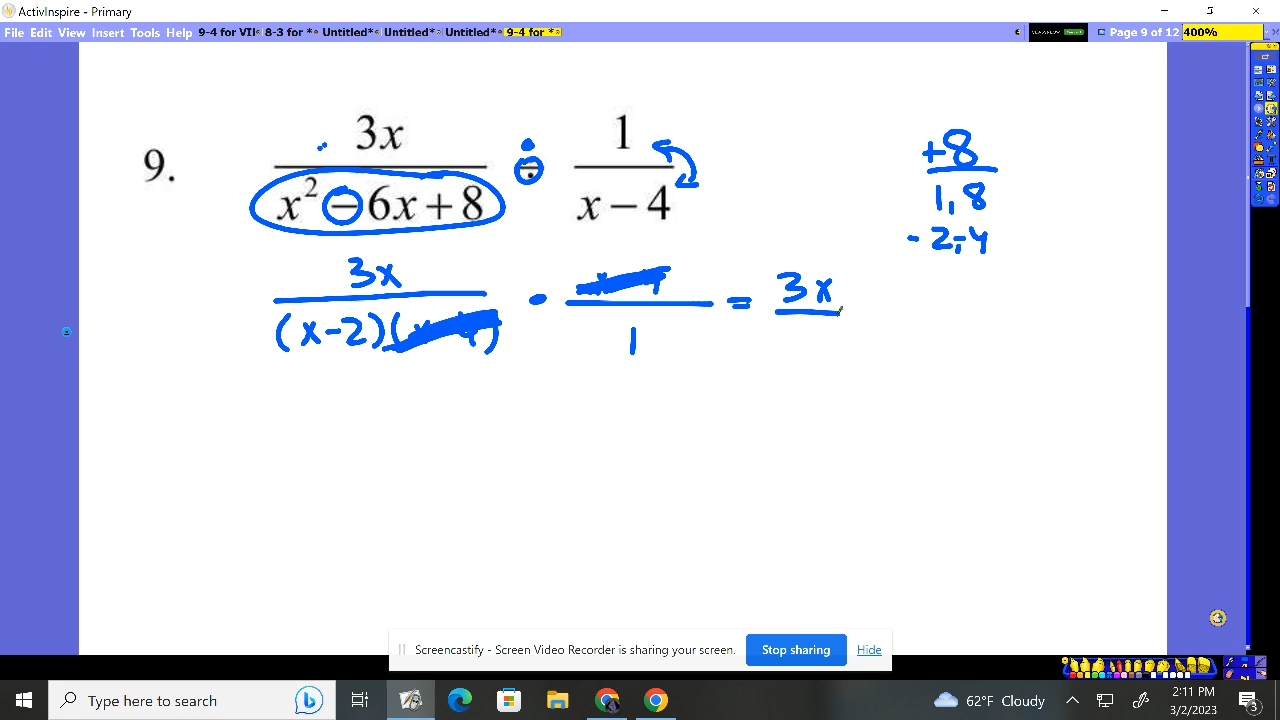 ActivInspire - Primary
File Edit View Insert Tools Help 9-4 for VII 8-3 for * Untitled* Untitled* Untitled* 9-4 for * Page 9 of 12 400%
9. 3x / x² − 6x + 8 ÷ 1 / x − 4
+8
1, 8
-2, -4
3x / (x-2) · / 1 = 3x
Screencastify - Screen Video Recorder is sharing your screen. Stop sharing Hide
Type here to search 62°F Cloudy 2:11 PM
3/2/2023